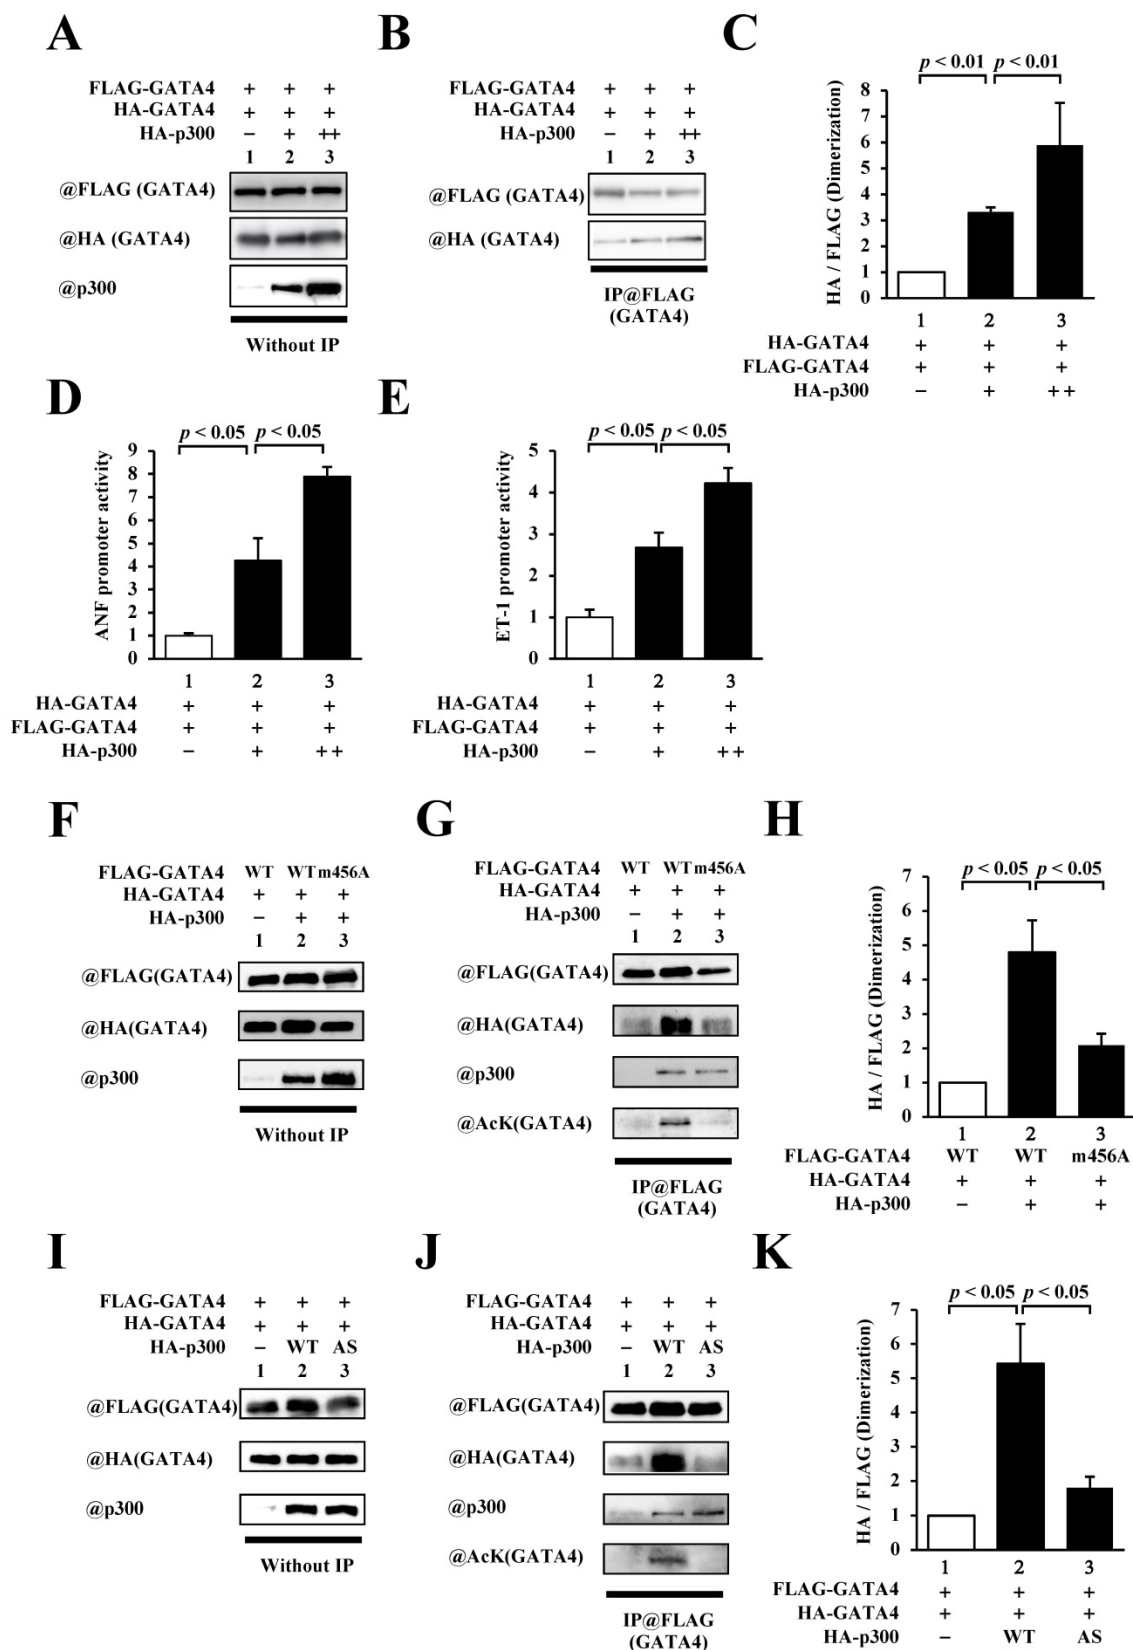 A
FLAG-GATA4 + + +
HA-GATA4 + + +
HA-p300 − + ++
1 2 3
@FLAG (GATA4)
@HA (GATA4)
@p300
Without IP
B
FLAG-GATA4 + + +
HA-GATA4 + + +
HA-p300 − + ++
1 2 3
@FLAG (GATA4)
@HA (GATA4)
IP@FLAG
(GATA4)
C
p < 0.01 p < 0.01
HA / FLAG (Dimerization)
8
7
6
5
4
3
2
1
0
1 2 3
HA-GATA4 + + +
FLAG-GATA4 + + +
HA-p300 − + ++
D
p < 0.05 p < 0.05
ANF promoter activity
9
8
7
6
5
4
3
2
1
0
1 2 3
HA-GATA4 + + +
FLAG-GATA4 + + +
HA-p300 − + ++
E
p < 0.05 p < 0.05
ET-1 promoter activity
5
4
3
2
1
0
1 2 3
HA-GATA4 + + +
FLAG-GATA4 + + +
HA-p300 − + ++
F
FLAG-GATA4 WT WT m456A
HA-GATA4 + + +
HA-p300 − + +
1 2 3
@FLAG(GATA4)
@HA(GATA4)
@p300
Without IP
G
FLAG-GATA4 WT WT m456A
HA-GATA4 + + +
HA-p300 − + +
1 2 3
@FLAG(GATA4)
@HA(GATA4)
@p300
@AcK(GATA4)
IP@FLAG
(GATA4)
H
p < 0.05 p < 0.05
HA / FLAG (Dimerization)
7
6
5
4
3
2
1
0
1 2 3
FLAG-GATA4 WT WT m456A
HA-GATA4 + + +
HA-p300 − + +
I
FLAG-GATA4 + + +
HA-GATA4 + + +
HA-p300 − WT AS
1 2 3
@FLAG(GATA4)
@HA(GATA4)
@p300
Without IP
J
FLAG-GATA4 + + +
HA-GATA4 + + +
HA-p300 − WT AS
1 2 3
@FLAG(GATA4)
@HA(GATA4)
@p300
@AcK(GATA4)
IP@FLAG
(GATA4)
K
p < 0.05 p < 0.05
HA / FLAG (Dimerization)
7
6
5
4
3
2
1
0
1 2 3
FLAG-GATA4 + + +
HA-GATA4 + + +
HA-p300 − WT AS